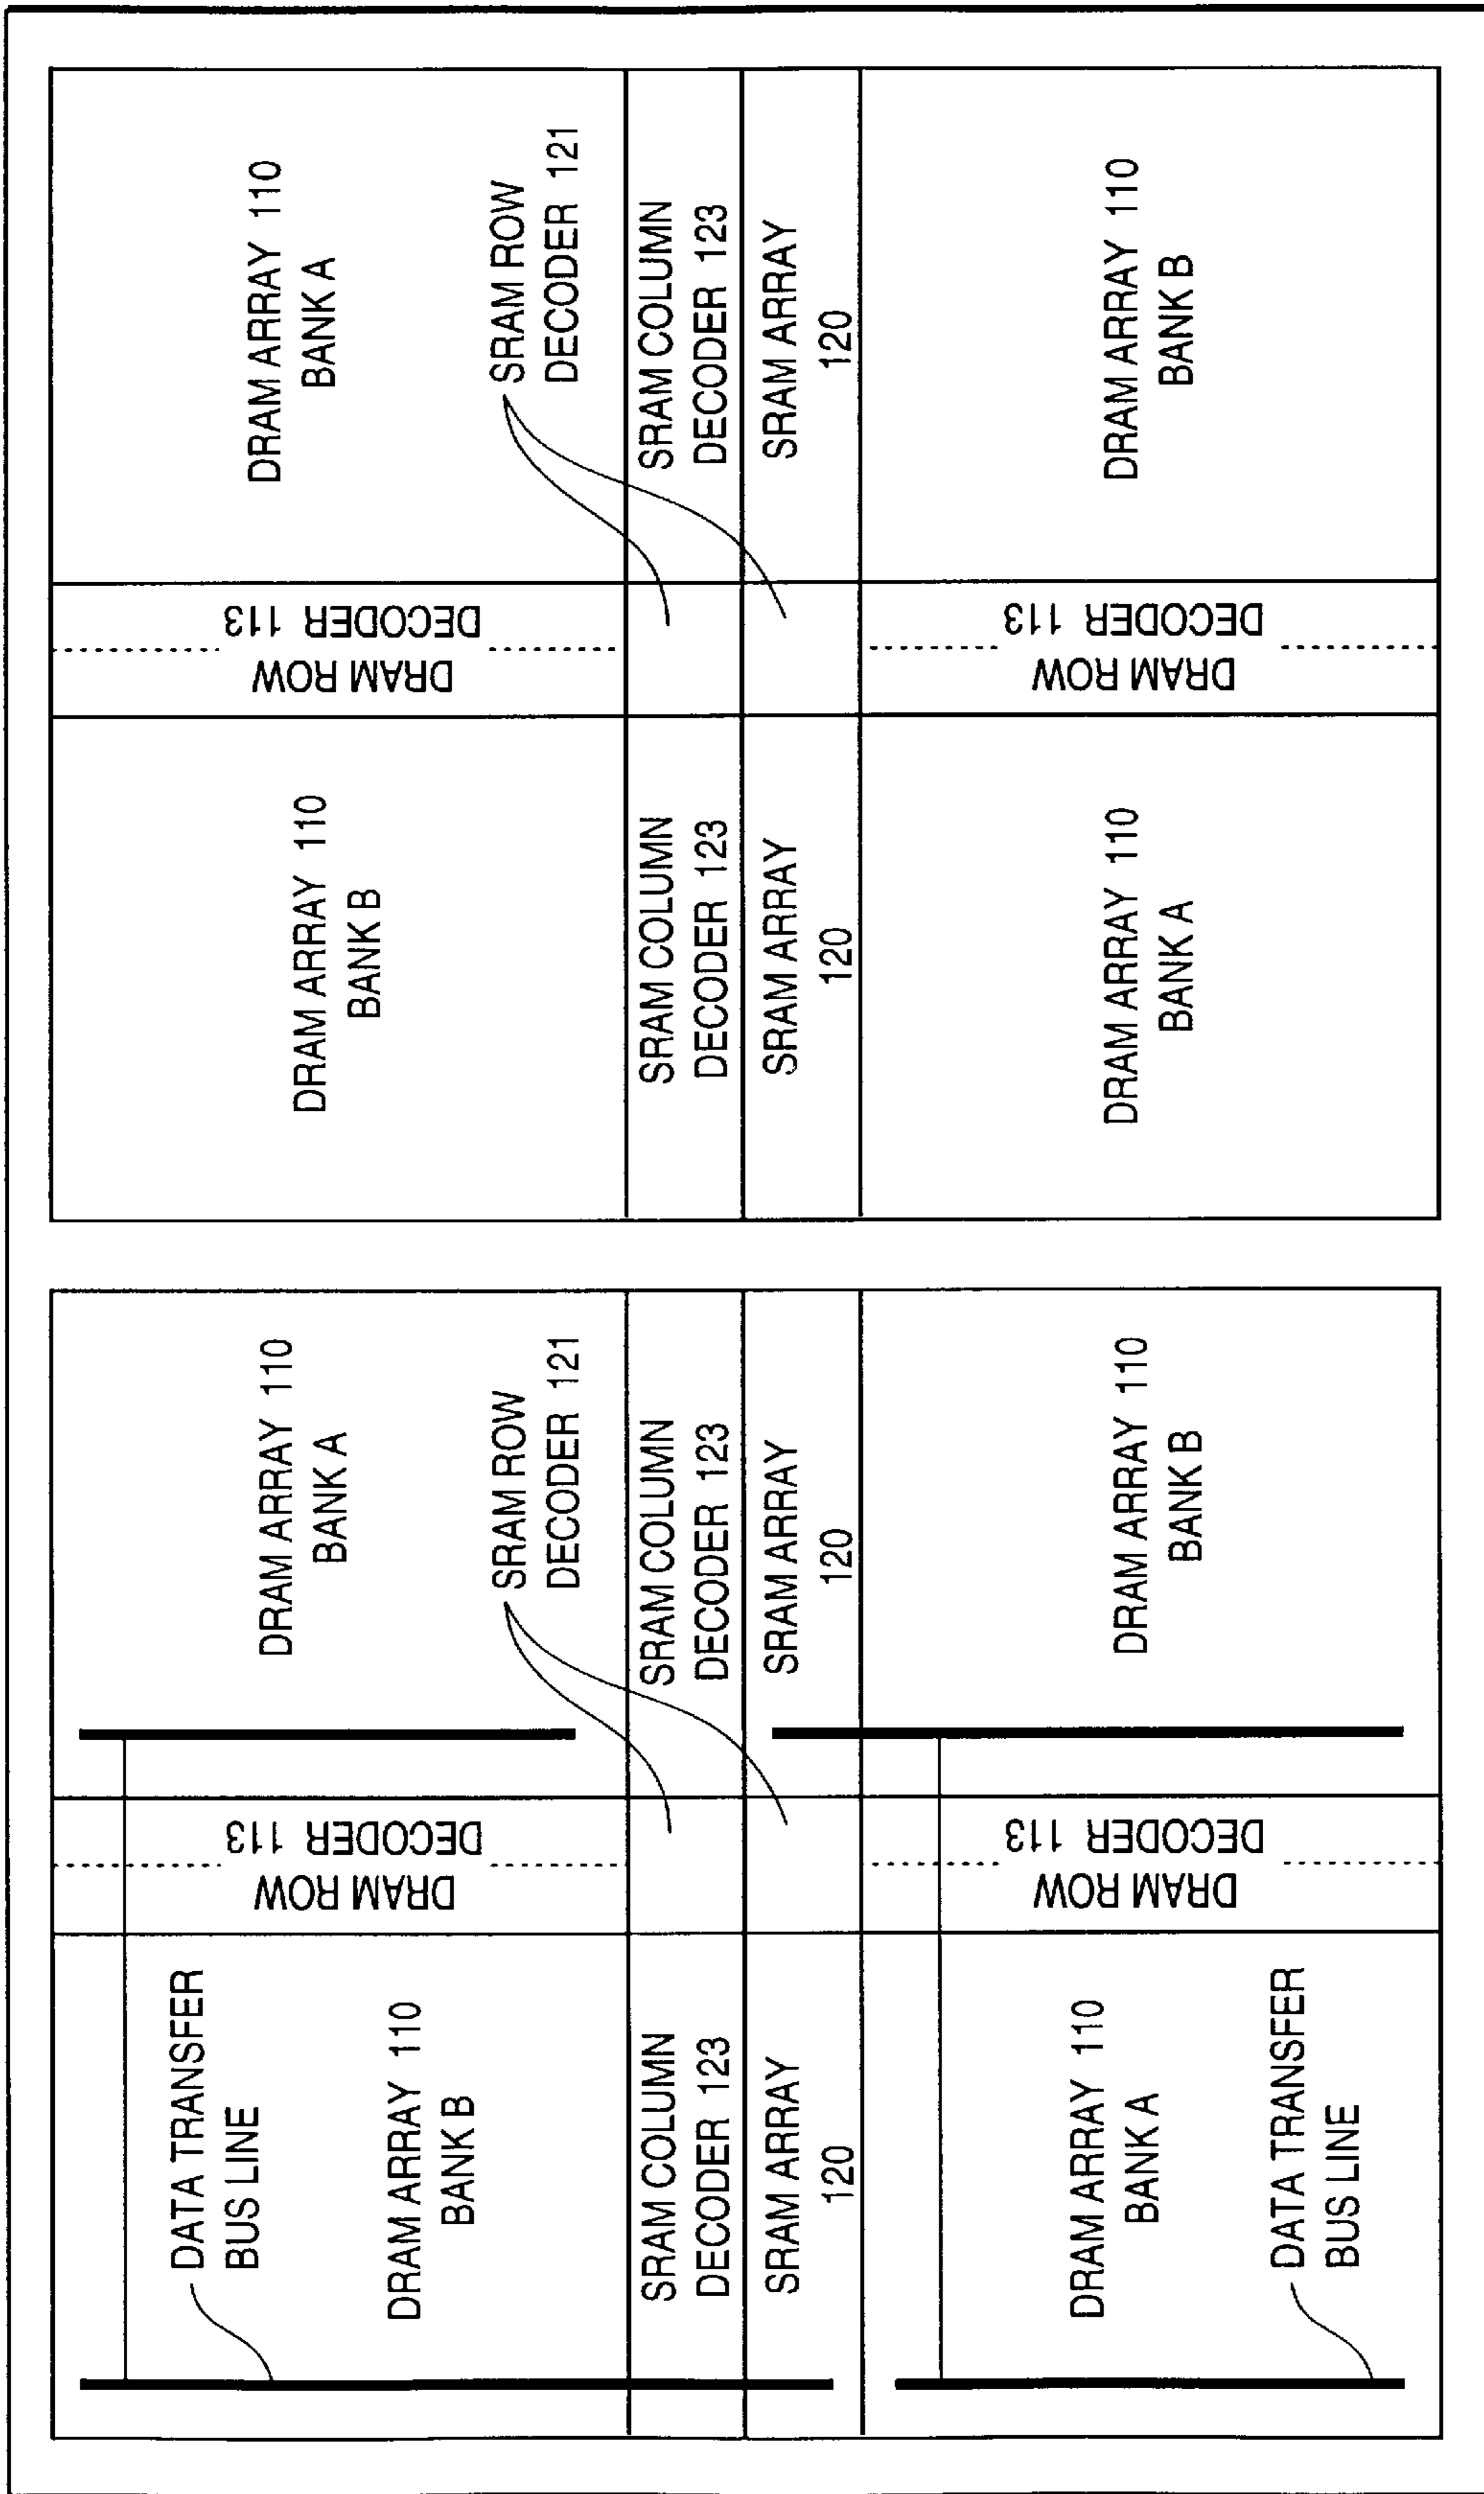 DATA TRANSFER
BUS LINE
DRAM ARRAY 110
BANK B
DRAM ROW
DECODER 113
DRAM ARRAY 110
BANK A
SRAM ROW
DECODER 121
SRAM COLUMN
DECODER 123
SRAM COLUMN
DECODER 123
SRAM ARRAY
120
SRAM ARRAY
120
DRAM ARRAY 110
BANK A
DATA TRANSFER
BUS LINE
DRAM ROW
DECODER 113
DRAM ARRAY 110
BANK B
DRAM ARRAY 110
BANK B
DRAM ROW
DECODER 113
DRAM ARRAY 110
BANK A
SRAM ROW
DECODER 121
SRAM COLUMN
DECODER 123
SRAM COLUMN
DECODER 123
SRAM ARRAY
120
SRAM ARRAY
120
DRAM ARRAY 110
BANK A
DRAM ROW
DECODER 113
DRAM ARRAY 110
BANK B